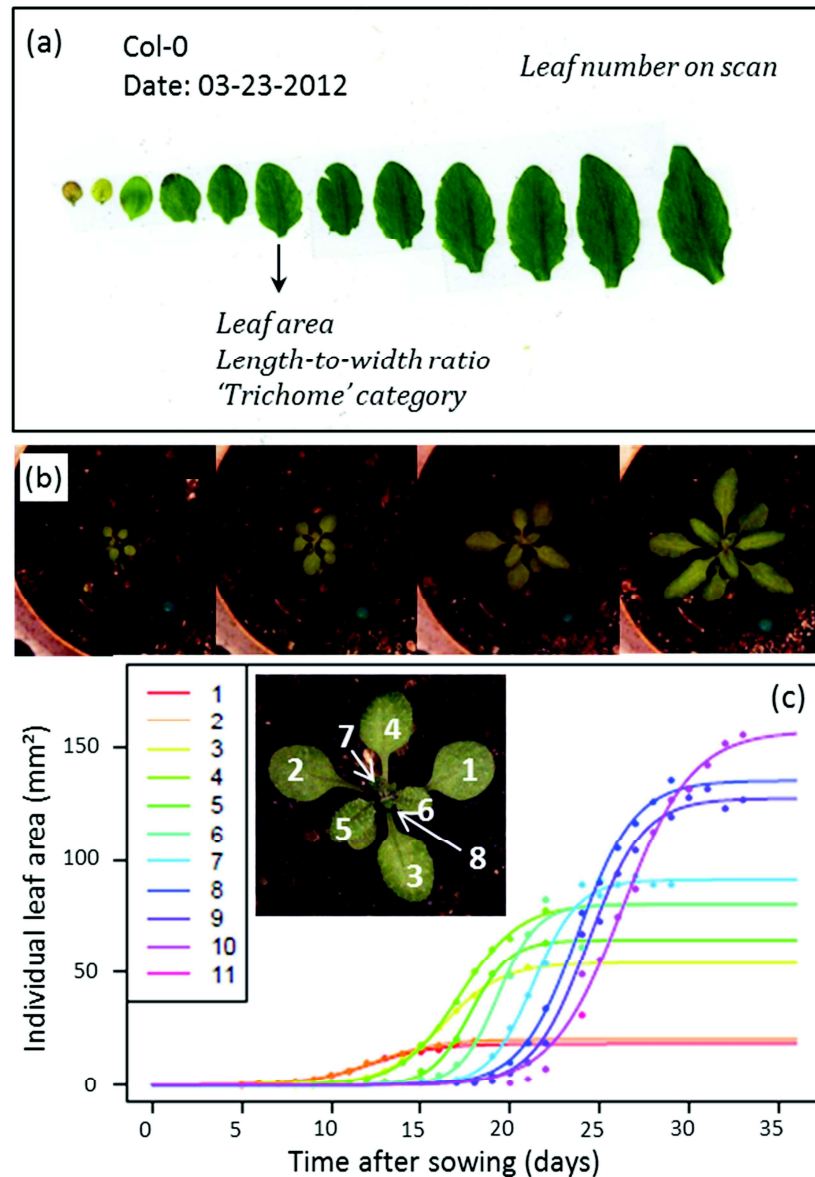 (a)
Col-0
Date: 03-23-2012
Leaf number on scan
Leaf area
Length-to-width ratio
‘Trichome’ category
(b)
(c)
1
2
3
4
5
6
7
8
9
10
11
4
7
2
1
6
5
8
3
Individual leaf area (mm²)
150
100
50
0
0 5 10 15 20 25 30 35
Time after sowing (days)